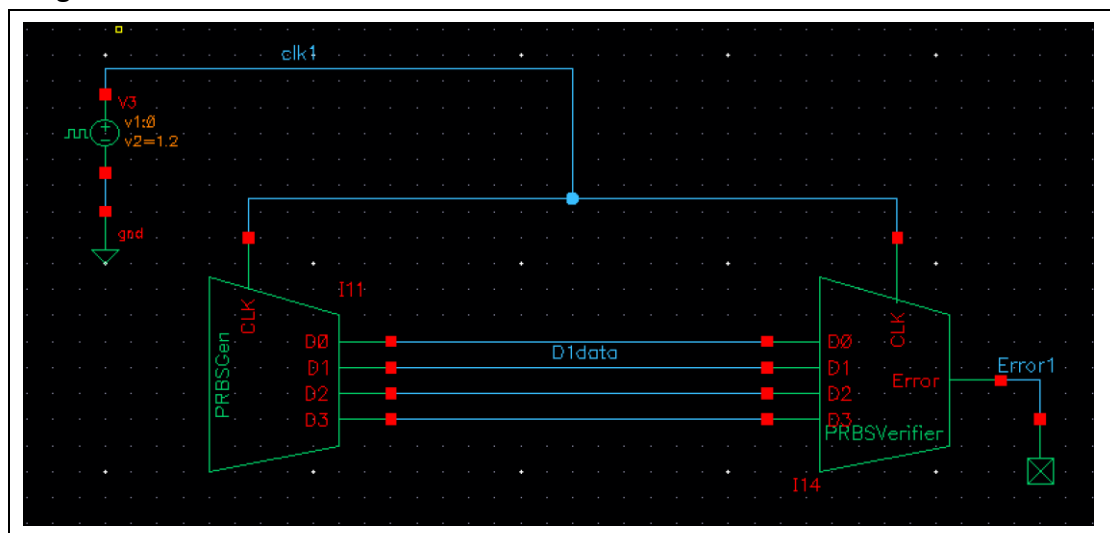 clk1
V3
v1:0
v2=1.2
gnd
I11
CLK
PRBSGen
D0
D1
D2
D3
D1data
D0
D1
D2
D3
CLK
Error
PRBSVerifier
Error1
I14